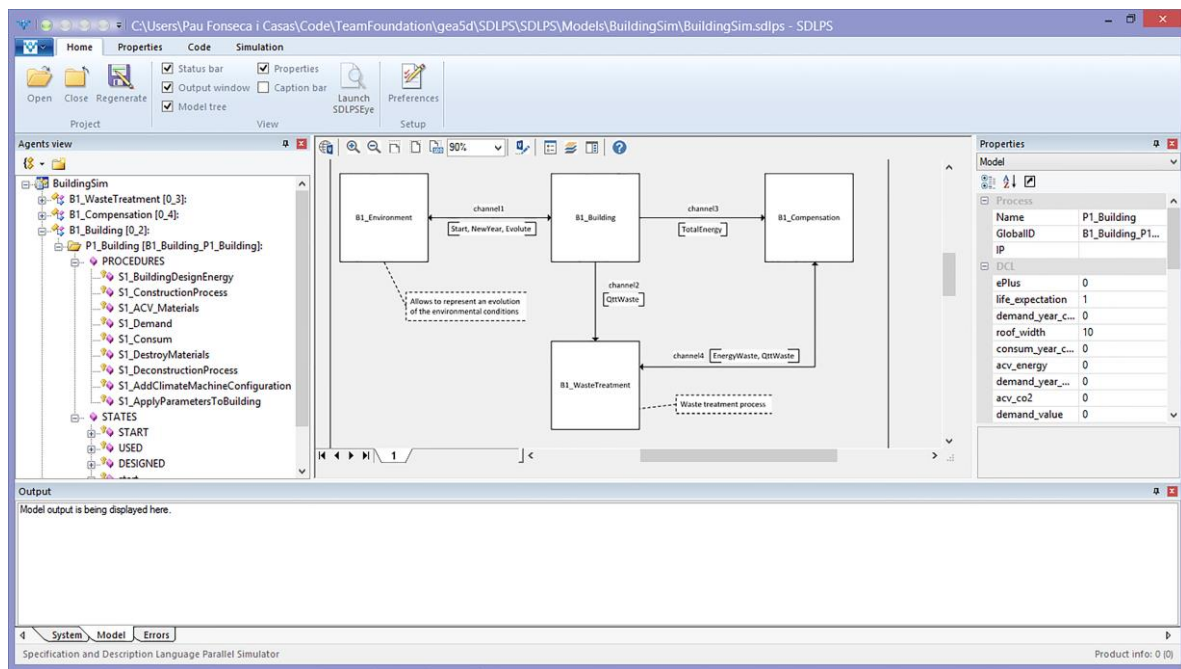 C:\Users\Pau Fonseca i Casas\Code\TeamFoundation\gea5d\SDLPS\SDLPS\Models\BuildingSim\BuildingSim.sdlps - SDLPS
Home Properties Code Simulation
Open Close Regenerate
Project
Status bar Properties
Output window Caption bar
Model tree
View
Launch
SDLPSEye
Preferences
Setup
Agents view
BuildingSim
B1_WasteTreatment [0_3]:
B1_Compensation [0_4]:
B1_Building [0_2]:
P1_Building [B1_Building_P1_Building]:
PROCEDURES
S1_BuildingDesignEnergy
S1_ConstructionProcess
S1_ACV_Materials
S1_Demand
S1_Consum
S1_DestroyMaterials
S1_DeconstructionProcess
S1_AddClimateMachineConfiguration
S1_ApplyParametersToBuilding
STATES
START
USED
DESIGNED
90%
B1_Environment
channel1
Start, NewYear, Evolute
B1_Building
channel3
TotalEnergy
B1_Compensation
Allows to represent an evolution
of the environmental conditions
channel2
QttWaste
channel4 EnergyWaste, QttWaste
B1_WasteTreatment
Waste treatment process
1
Properties
Model
Process
Name P1_Building
GlobalID B1_Building_P1...
IP
DCL
ePlus 0
life_expectation 1
demand_year_c... 0
roof_width 10
consum_year_c... 0
acv_energy 0
demand_year_... 0
acv_co2 0
demand_value 0
Output
Model output is being displayed here.
System Model Errors
Specification and Description Language Parallel Simulator
Product info: 0 (0)